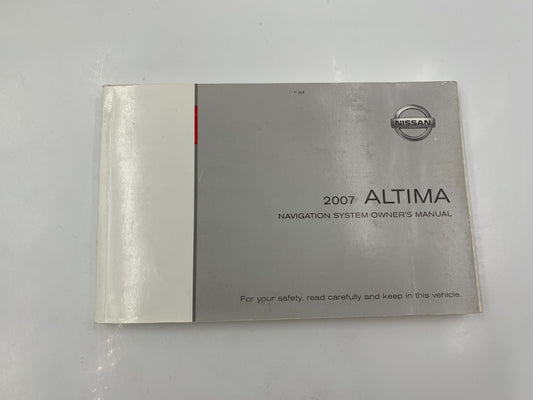 NISSAN
2007 ALTIMA
NAVIGATION SYSTEM OWNER'S MANUAL
For your safety, read carefully and keep in this vehicle.